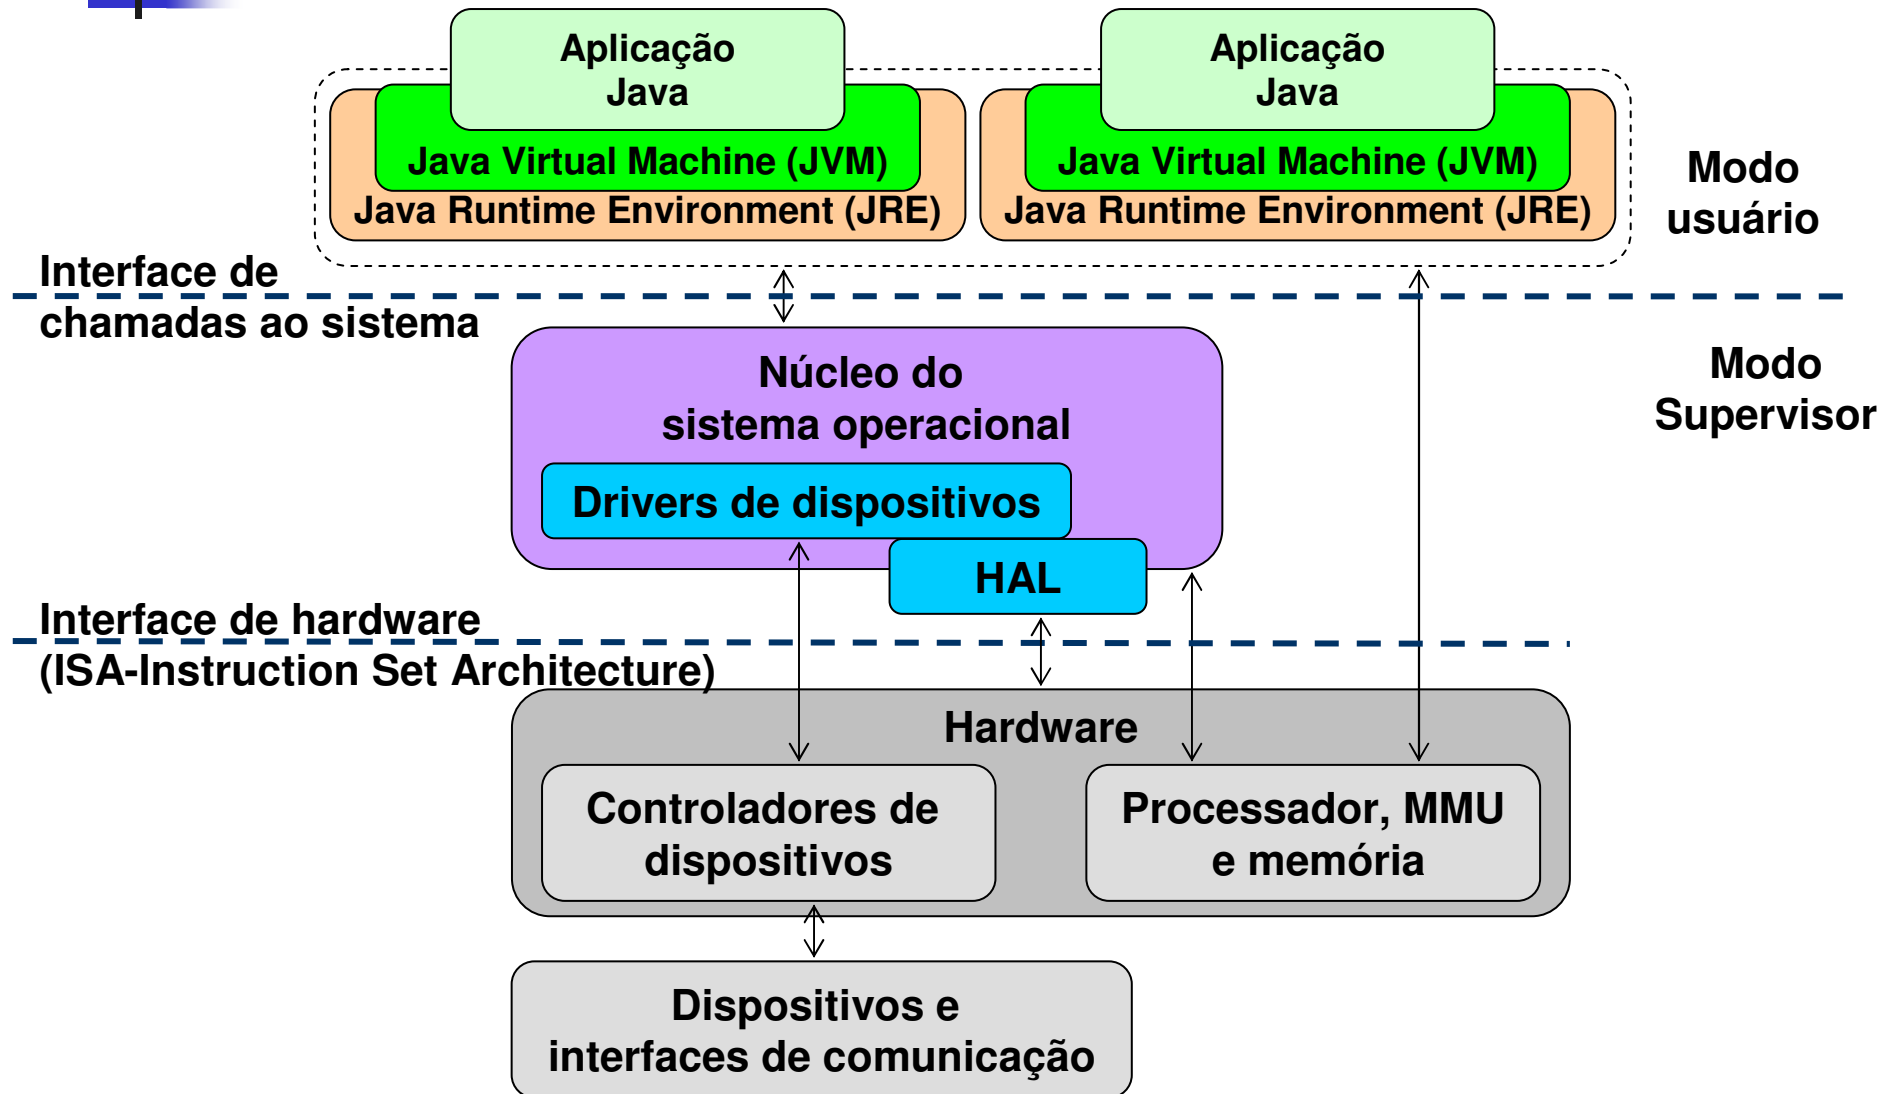 Aplicação
Java
Aplicação
Java
Java Virtual Machine (JVM)
Java Virtual Machine (JVM)
Java Runtime Environment (JRE)
Java Runtime Environment (JRE)
Modo
usuário
Interface de
chamadas ao sistema
Núcleo do
sistema operacional
Modo
Supervisor
Drivers de dispositivos
HAL
Interface de hardware
(ISA-Instruction Set Architecture)
Hardware
Controladores de
dispositivos
Processador, MMU
e memória
Dispositivos e
interfaces de comunicação